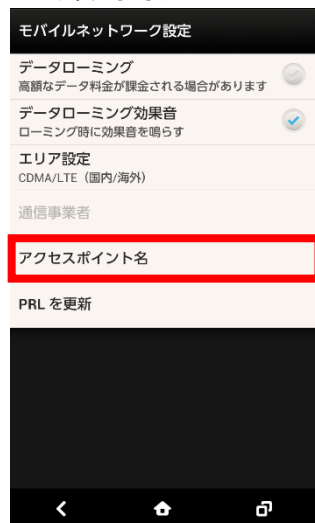 モバイルネットワーク設定
データローミング
高額なデータ料金が課金される場合があります
データローミング効果音
ローミング時に効果音を鳴らす
エリア設定
CDMA/LTE（国内/海外）
通信事業者
アクセスポイント名
PRL を更新